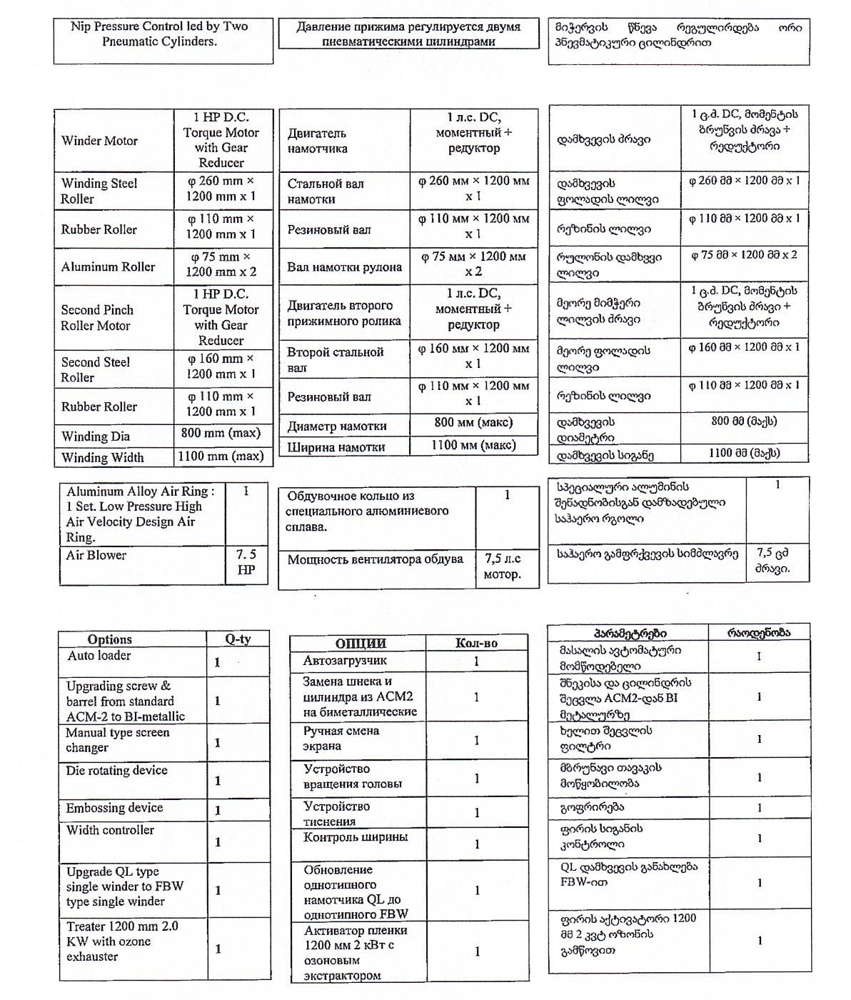 Nip Pressure Control led by Two
Pneumatic Cylinders.
Давление прижима регулируется двумя
пневматическими цилиндрами
მიჭერვის წნევა რეგულირდება ორი
პნევმატიკური ცილინდრით
Winder Motor
1 HP D.C.
Torque Motor
with Gear
Reducer
Winding Steel
Roller
φ 260 mm ×
1200 mm x 1
Rubber Roller
φ 110 mm ×
1200 mm x 1
Aluminum Roller
φ 75 mm ×
1200 mm x 2
Second Pinch
Roller Motor
1 HP D.C.
Torque Motor
with Gear
Reducer
Second Steel
Roller
φ 160 mm ×
1200 mm x 1
Rubber Roller
φ 110 mm ×
1200 mm x 1
Winding Dia
800 mm (max)
Winding Width
1100 mm (max)
Двигатель
намотчика
1 л.с. DC,
моментный +
редуктор
Стальной вал
намотки
φ 260 мм × 1200 мм
x 1
Резиновый вал
φ 110 мм × 1200 мм
x 1
Вал намотки рулона
φ 75 мм × 1200 мм
x 2
Двигатель второго
прижимного ролика
1 л.с. DC,
моментный +
редуктор
Второй стальной
вал
φ 160 мм × 1200 мм
x 1
Резиновый вал
φ 110 мм × 1200 мм
x 1
Диаметр намотки
800 мм (макс)
Ширина намотки
1100 мм (макс)
დამხვევის ძრავი
1 ც.ძ. DC, მომენტის
ბრუნვის ძრავა +
რედუქტორი
დამხვევის
ფოლადის ლილვი
φ 260 მმ × 1200 მმ x 1
რეზინის ლილვი
φ 110 მმ × 1200 მმ x 1
რულონის დამხვვი
ლილვი
φ 75 მმ × 1200 მმ x 2
მეორე მიმჭერი
ლილვის ძრავი
1 ც.ძ. DC, მომენტის
ბრუნვის ძრავი +
რედუქტორი
მეორე ფოლადის
ლილვი
φ 160 მმ × 1200 მმ x 1
რეზინის ლილვი
φ 110 მმ × 1200 მმ x 1
დამხვევის
დიამეტრი
800 მმ (მაქს)
დამხვევის სიგანე
1100 მმ (მაქს)
Aluminum Alloy Air Ring :
1 Set. Low Pressure High
Air Velocity Design Air
Ring.
1
Air Blower
7. 5
HP
Обдувочное кольцо из
специального алюминиевого
сплава.
1
Мощность вентилятора обдува
7,5 л.с
мотор.
სპეციალური ალუმინის
შენადნობისგან დამზადებული
საჰაერო რგოლი
1
საჰაერო გამფრქვევის სიმძლავრე
7,5 ცძ
ძრავი.
Options
Q-ty
Auto loader
1
Upgrading screw &
barrel from standard
ACM-2 to BI-metallic
1
Manual type screen
changer
1
Die rotating device
1
Embossing device
1
Width controller
1
Upgrade QL type
single winder to FBW
type single winder
1
Treater 1200 mm 2.0
KW with ozone
exhauster
1
ОПЦИИ
Кол-во
Автозагрузчик
1
Замена шнека и
цилиндра из ACM2
на биметаллические
1
Ручная смена
экрана
1
Устройство
вращения головы
1
Устройство
тиснения
1
Контроль ширины
1
Обновление
однотипного
намотчика QL до
однотипного FBW
1
Активатор пленки
1200 мм 2 кВт с
озоновым
экстрактором
1
პარამეტრები
რაოდენობა
მასალის ავტომატური
მომწოდებელი
1
შნეკისა და ცილინდრის
შეცვლა ACM2-დან BI
მეტალურზე
1
ხელით შეცვლის
ფილტრი
1
მბრუნავი თავაკის
მოწყობილობა
1
გოფრირება
1
ფირის სიგანის
კონტროლი
1
QL დამხვევის განახლება
FBW-ით
1
ფირის აქტივატორი 1200
მმ 2 კვტ ოზონის
გამწოვით
1